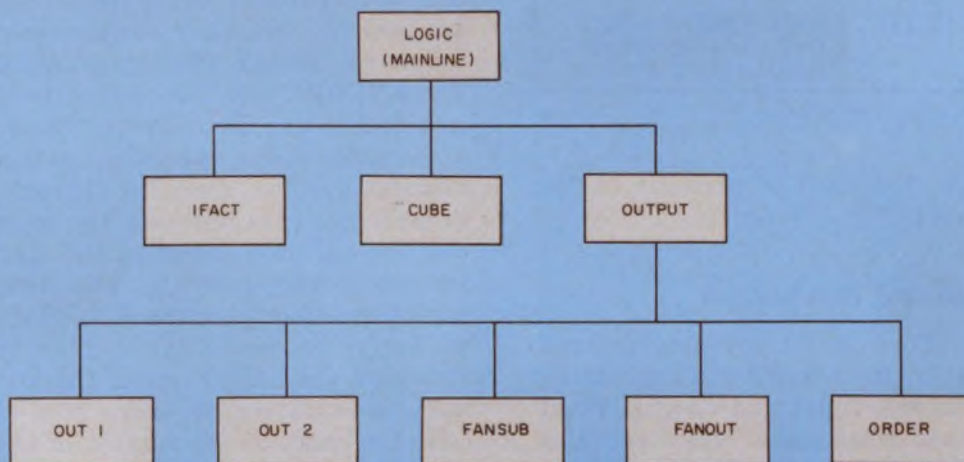 LOGIC
(MAINLINE)
IFACT
CUBE
OUTPUT
OUT 1
OUT 2
FANSUB
FANOUT
ORDER